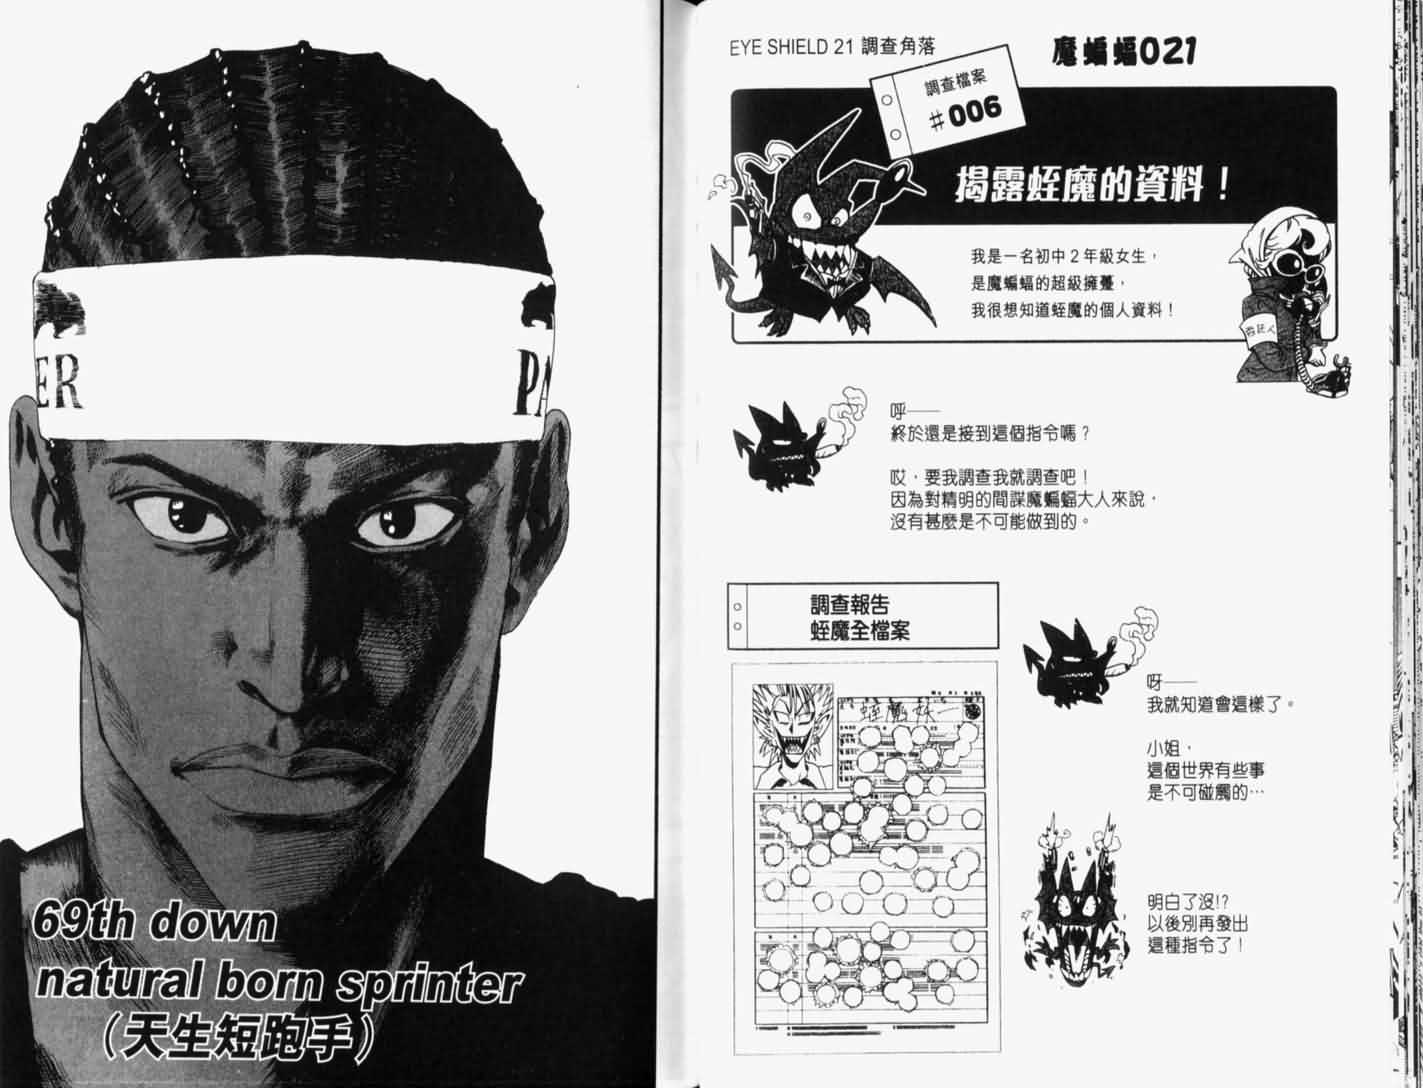 ER
PA
69th down
natural born sprinter
（天生短跑手）
EYE SHIELD 21 調查角落
魔蝙蝠021
調查檔案
#006
揭露蛭魔的資料！
我是一名初中2年級女生，
是魔蝙蝠的超級擁躉，
我很想知道蛭魔的個人資料！
呼——
終於還是接到這個指令嗎？
哎，要我調查我就調查吧！
因為對精明的間諜魔蝙蝠大人來說，
沒有甚麼是不可能做到的。
調查報告
蛭魔全檔案
蛭魔妖一
呀——
我就知道會這樣了。
小姐，
這個世界有些事
是不可碰觸的…
明白了沒!?
以後別再發出
這種指令了！